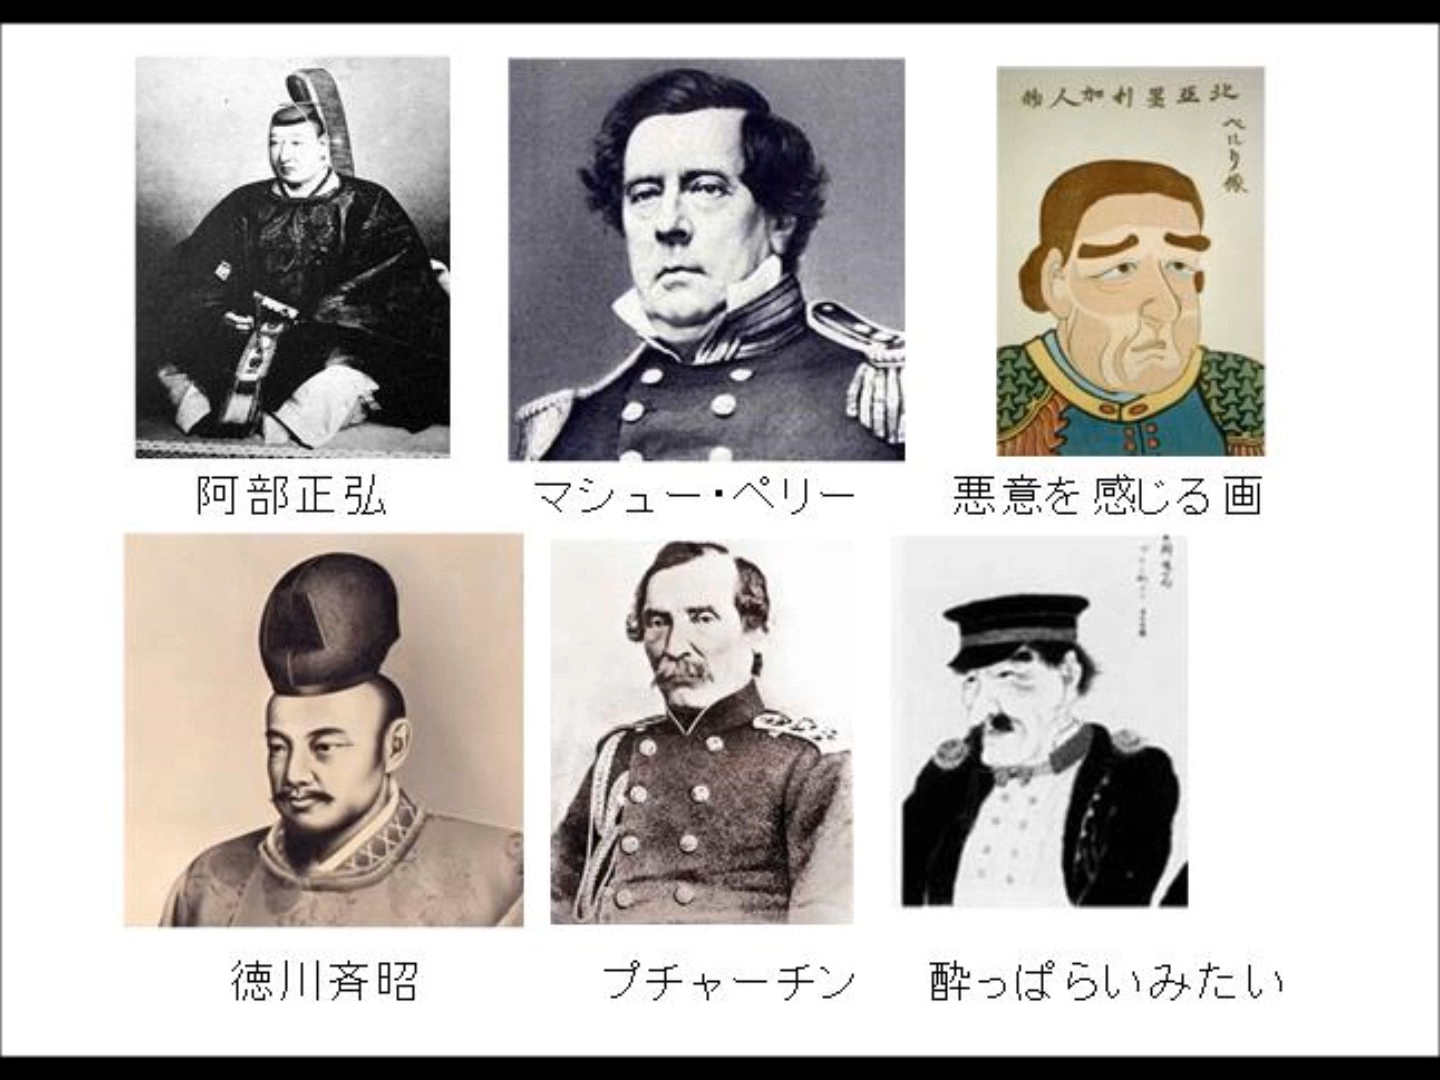 北亜墨利加人物
ペルり像
阿部正弘
マシュー・ペリー
悪意を感じる画
徳川斉昭
プチャーチン
酔っぱらいみたい